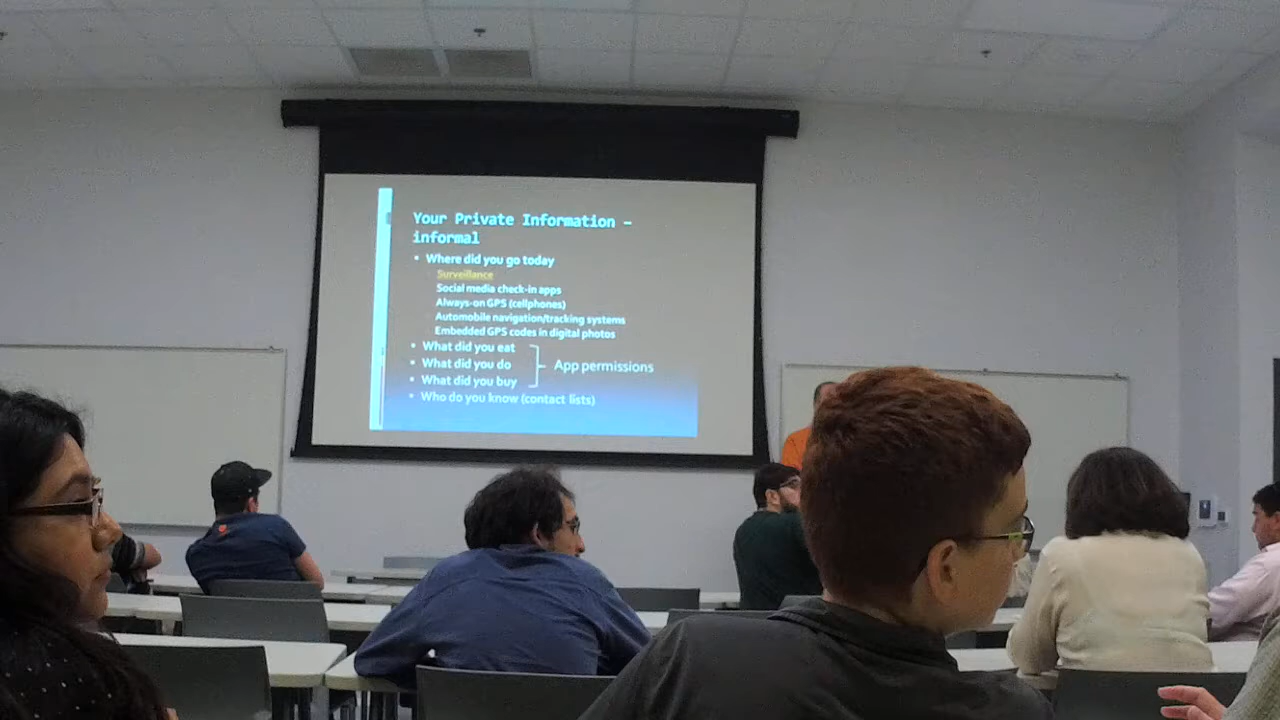 Your Private Information –
informal
• Where did you go today
Surveillance
Social media check-in apps
Always-on GPS (cellphones)
Automobile navigation/tracking systems
Embedded GPS codes in digital photos
• What did you eat
• What did you do
• What did you buy
App permissions
• Who do you know (contact lists)